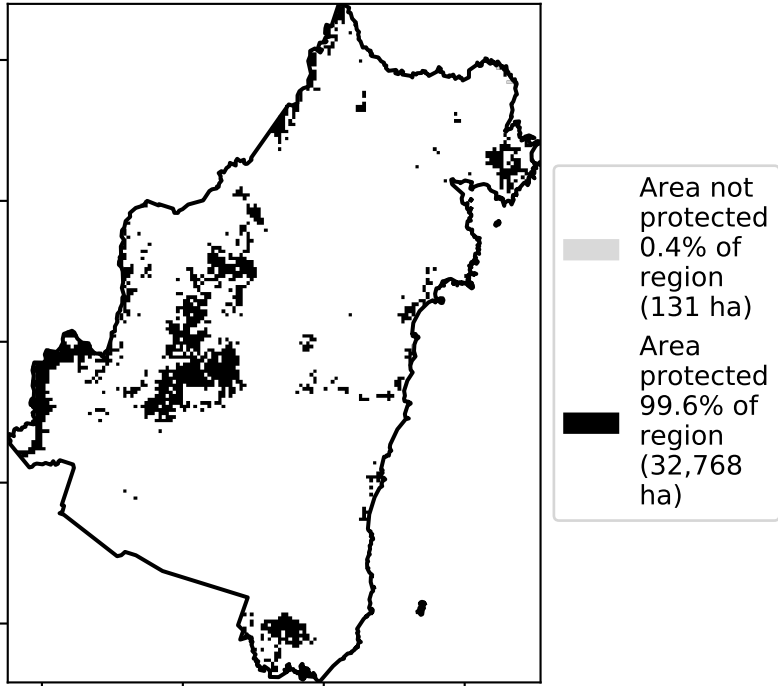 Area not
protected
0.4% of
region
(131 ha)
Area
protected
99.6% of
region
(32,768
ha)